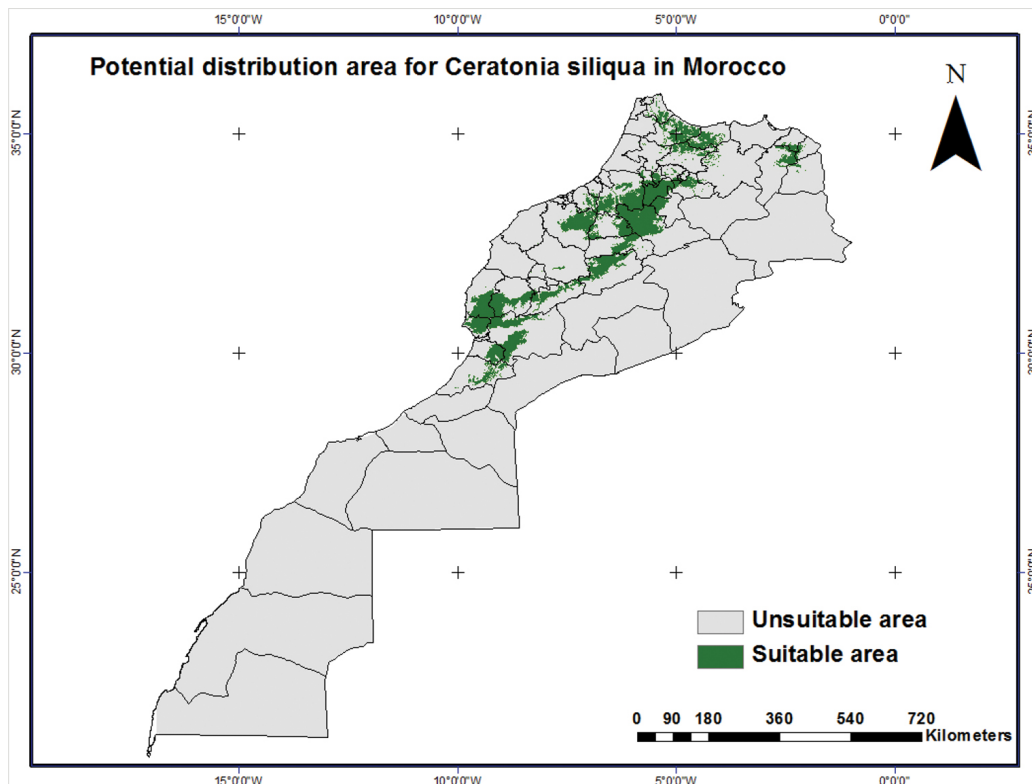 15°0'0"W 10°0'0"W 5°0'0"W 0°0'0"
Potential distribution area for Ceratonia siliqua in Morocco
N
35°0'0"N
30°0'0"N
25°0'0"N
Unsuitable area
Suitable area
0 90 180 360 540 720
Kilometers
15°0'0"W 10°0'0"W 5°0'0"W 0°0'0"